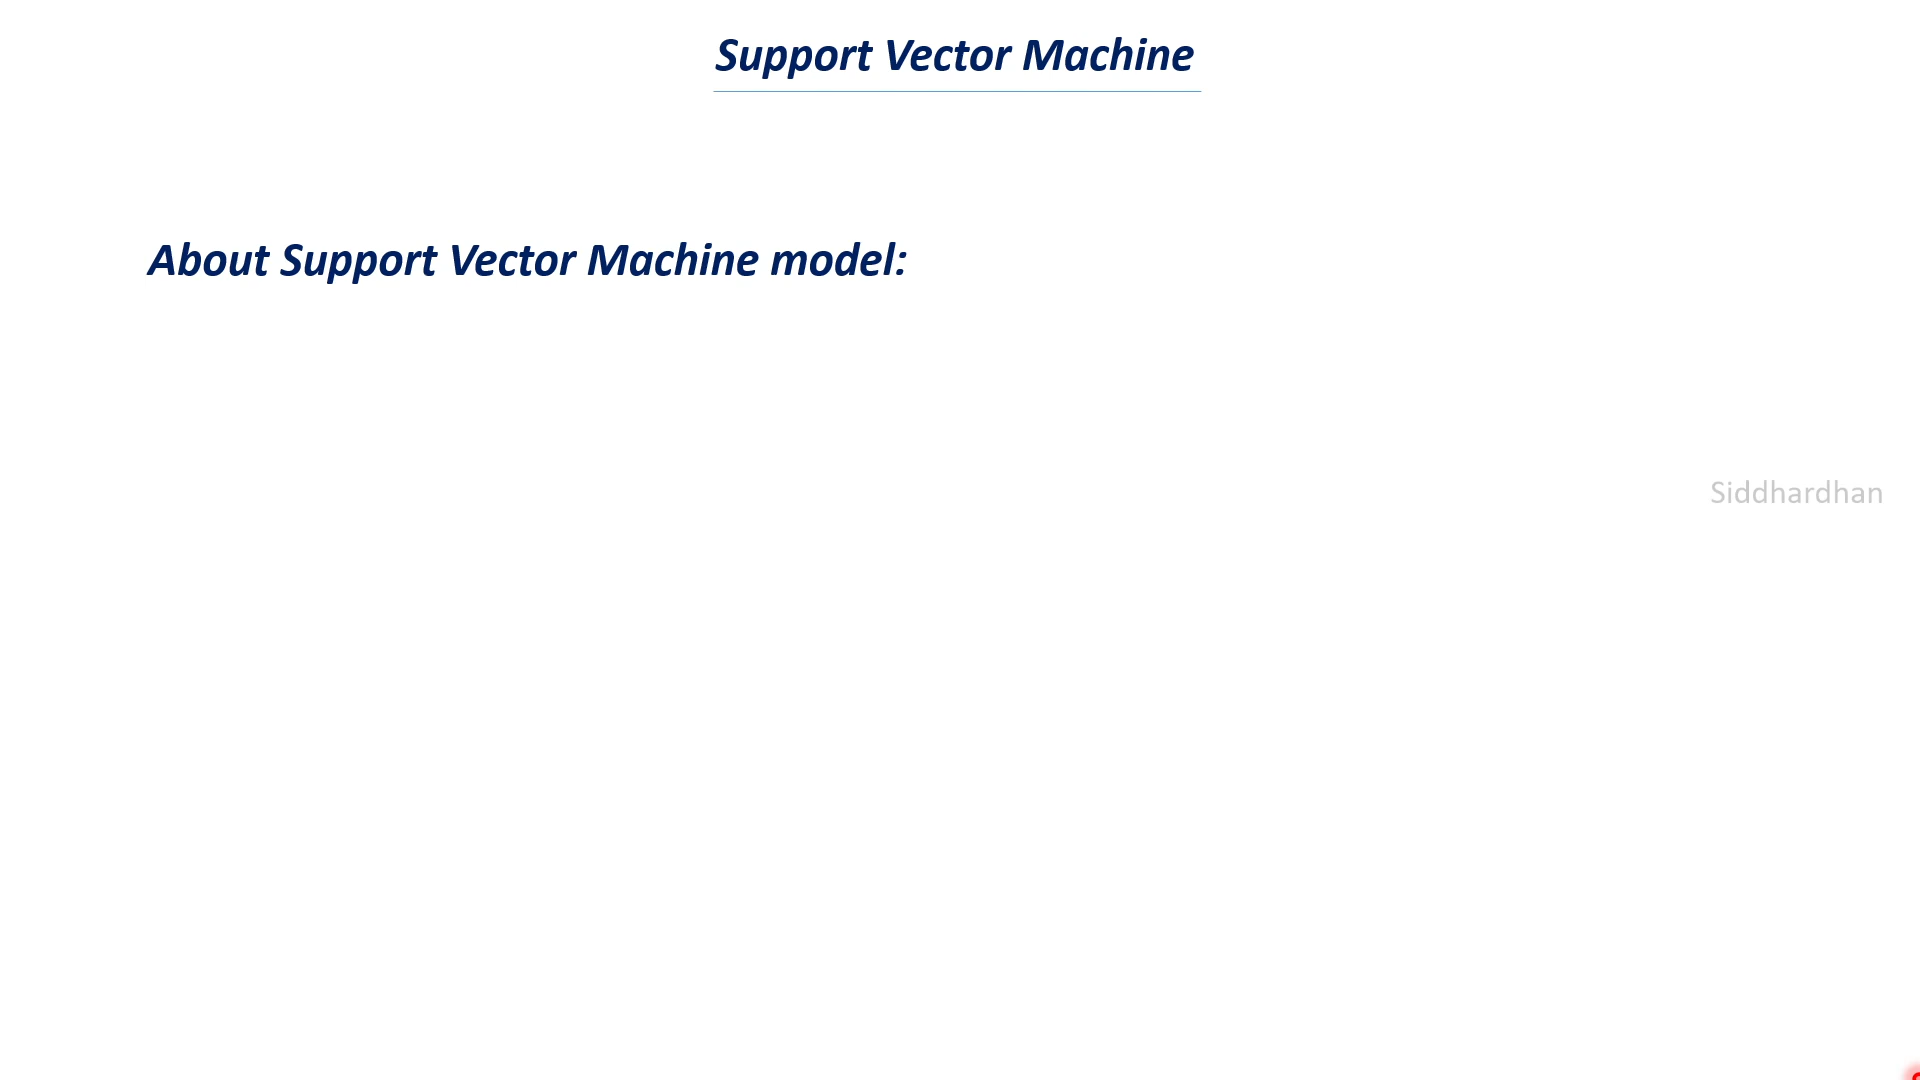 Support Vector Machine
About Support Vector Machine model:
Siddhardhan